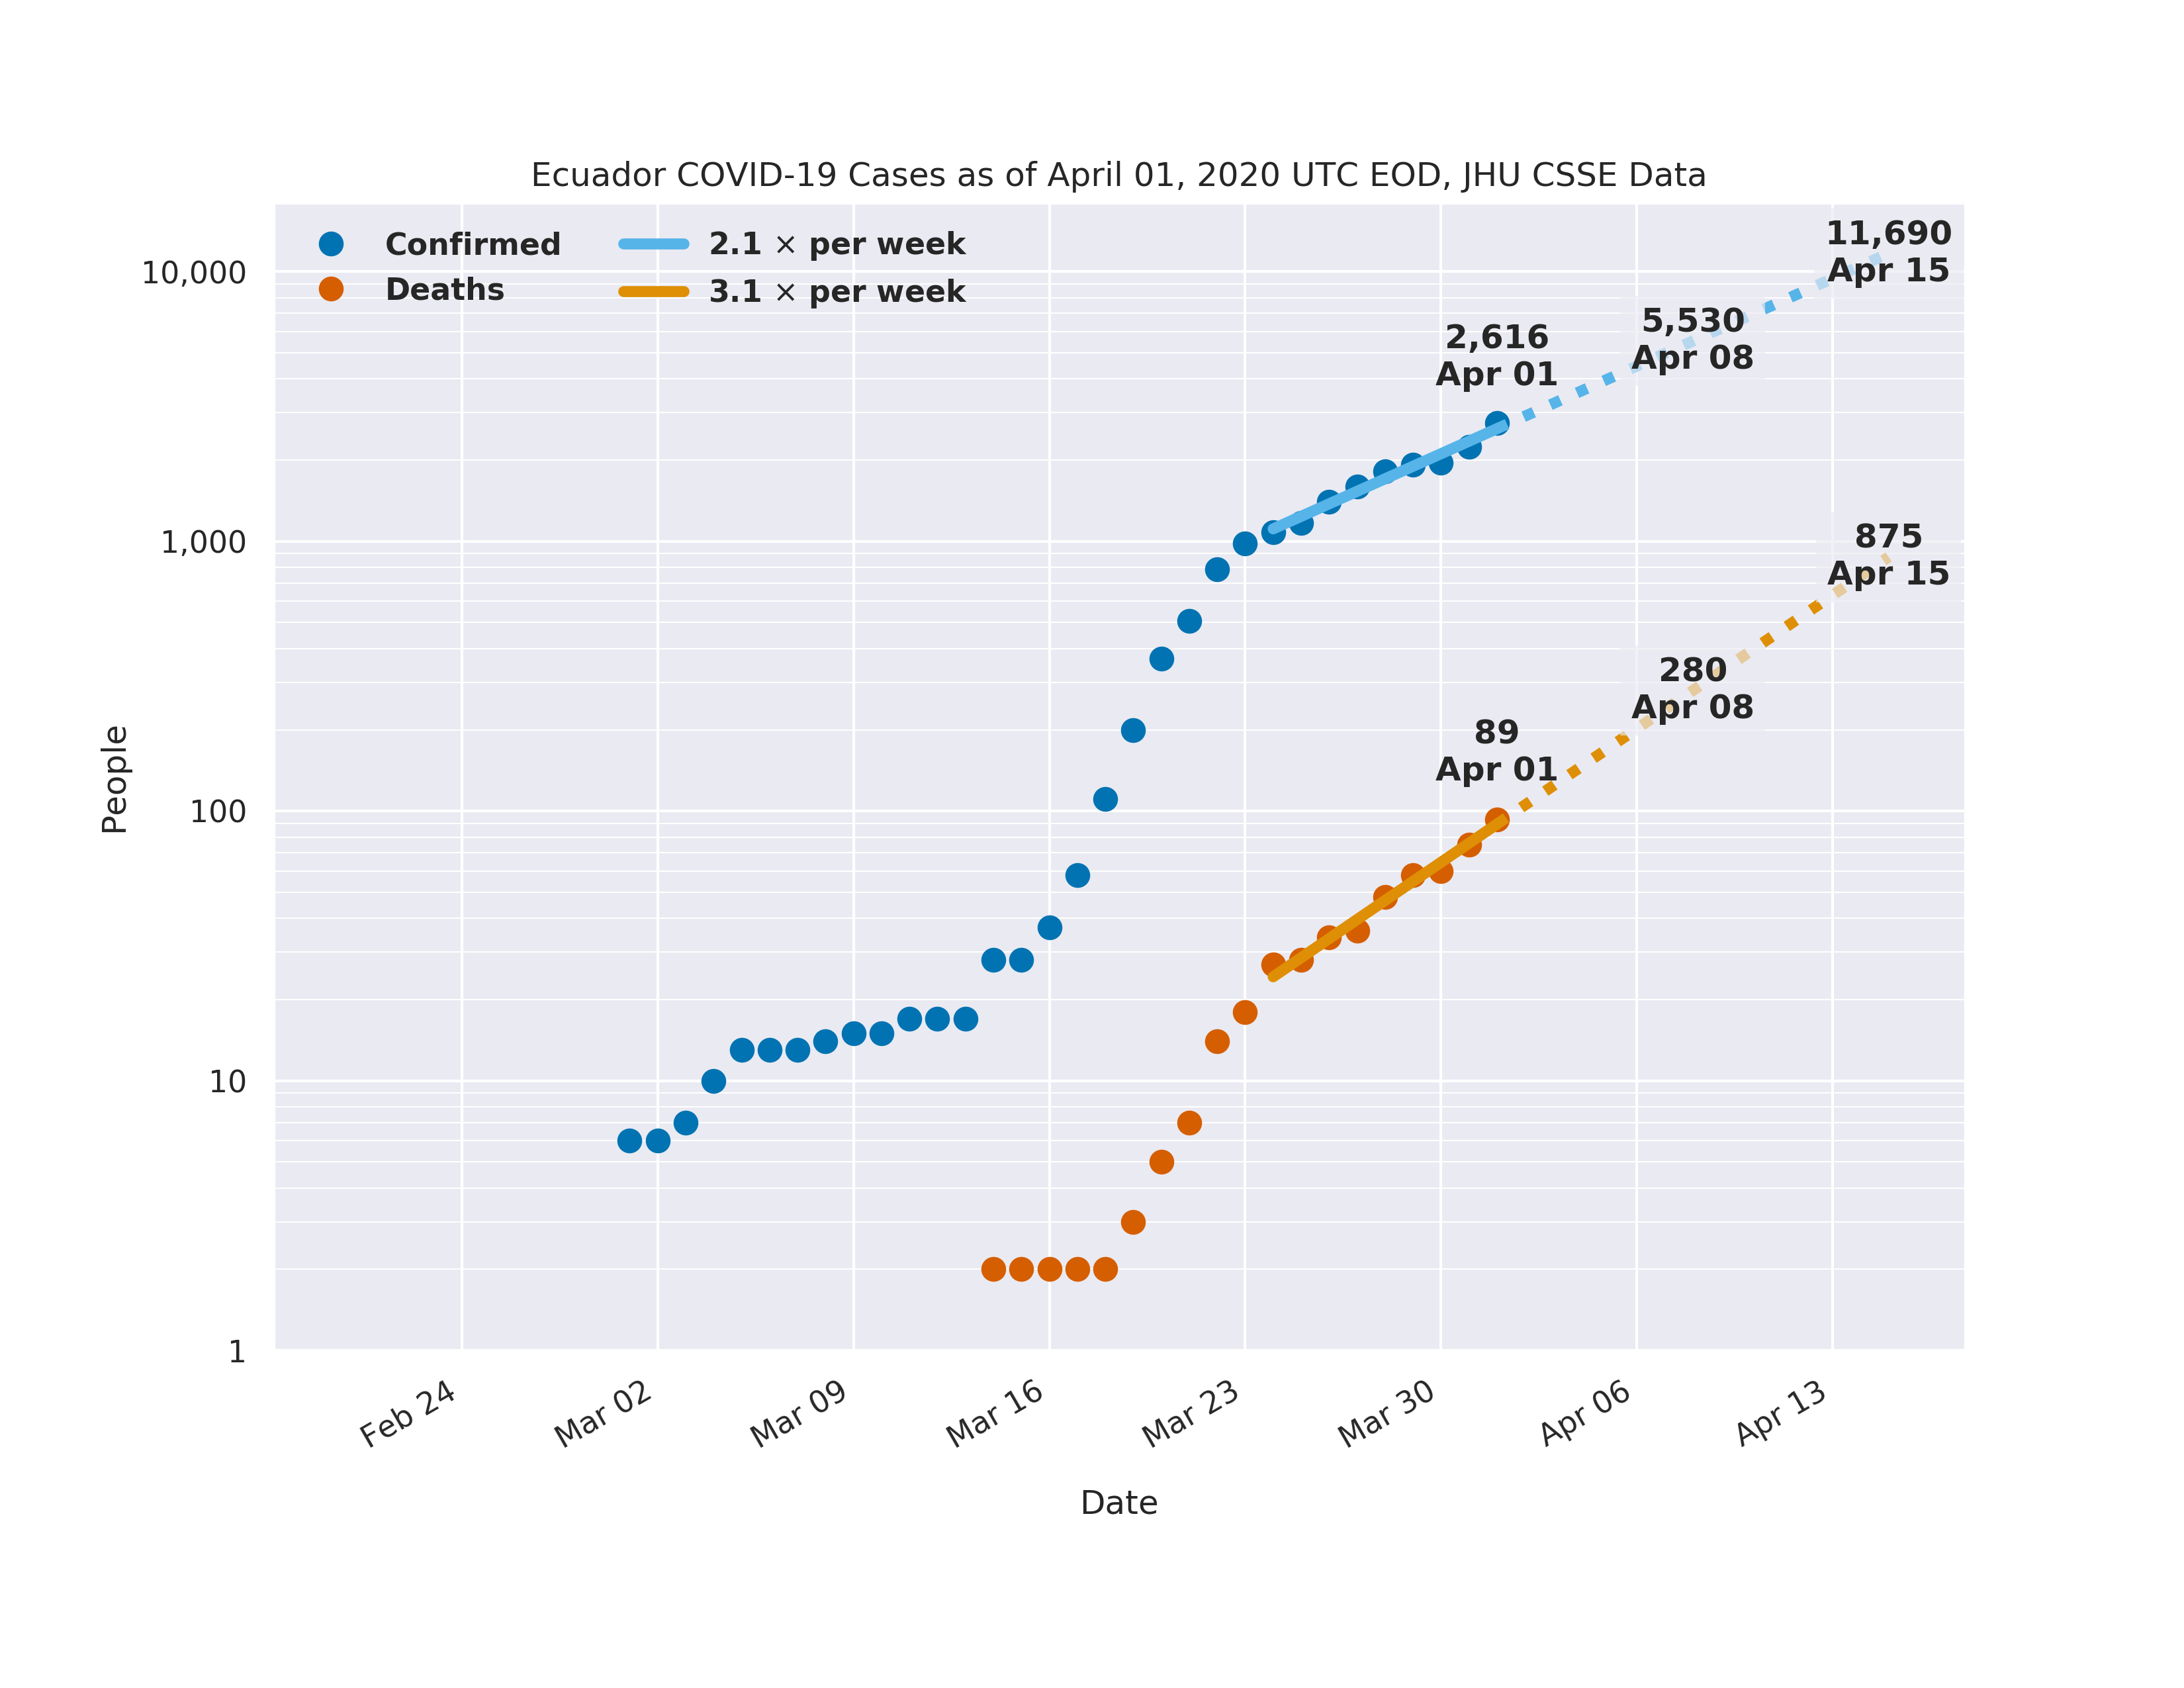 Ecuador COVID-19 Cases as of April 01, 2020 UTC EOD, JHU CSSE Data
Confirmed
Deaths
2.1 × per week
3.1 × per week
11,690
Apr 15
5,530
Apr 08
2,616
Apr 01
875
Apr 15
280
Apr 08
89
Apr 01
People
10,000
1,000
100
10
1
Feb 24
Mar 02
Mar 09
Mar 16
Mar 23
Mar 30
Apr 06
Apr 13
Date